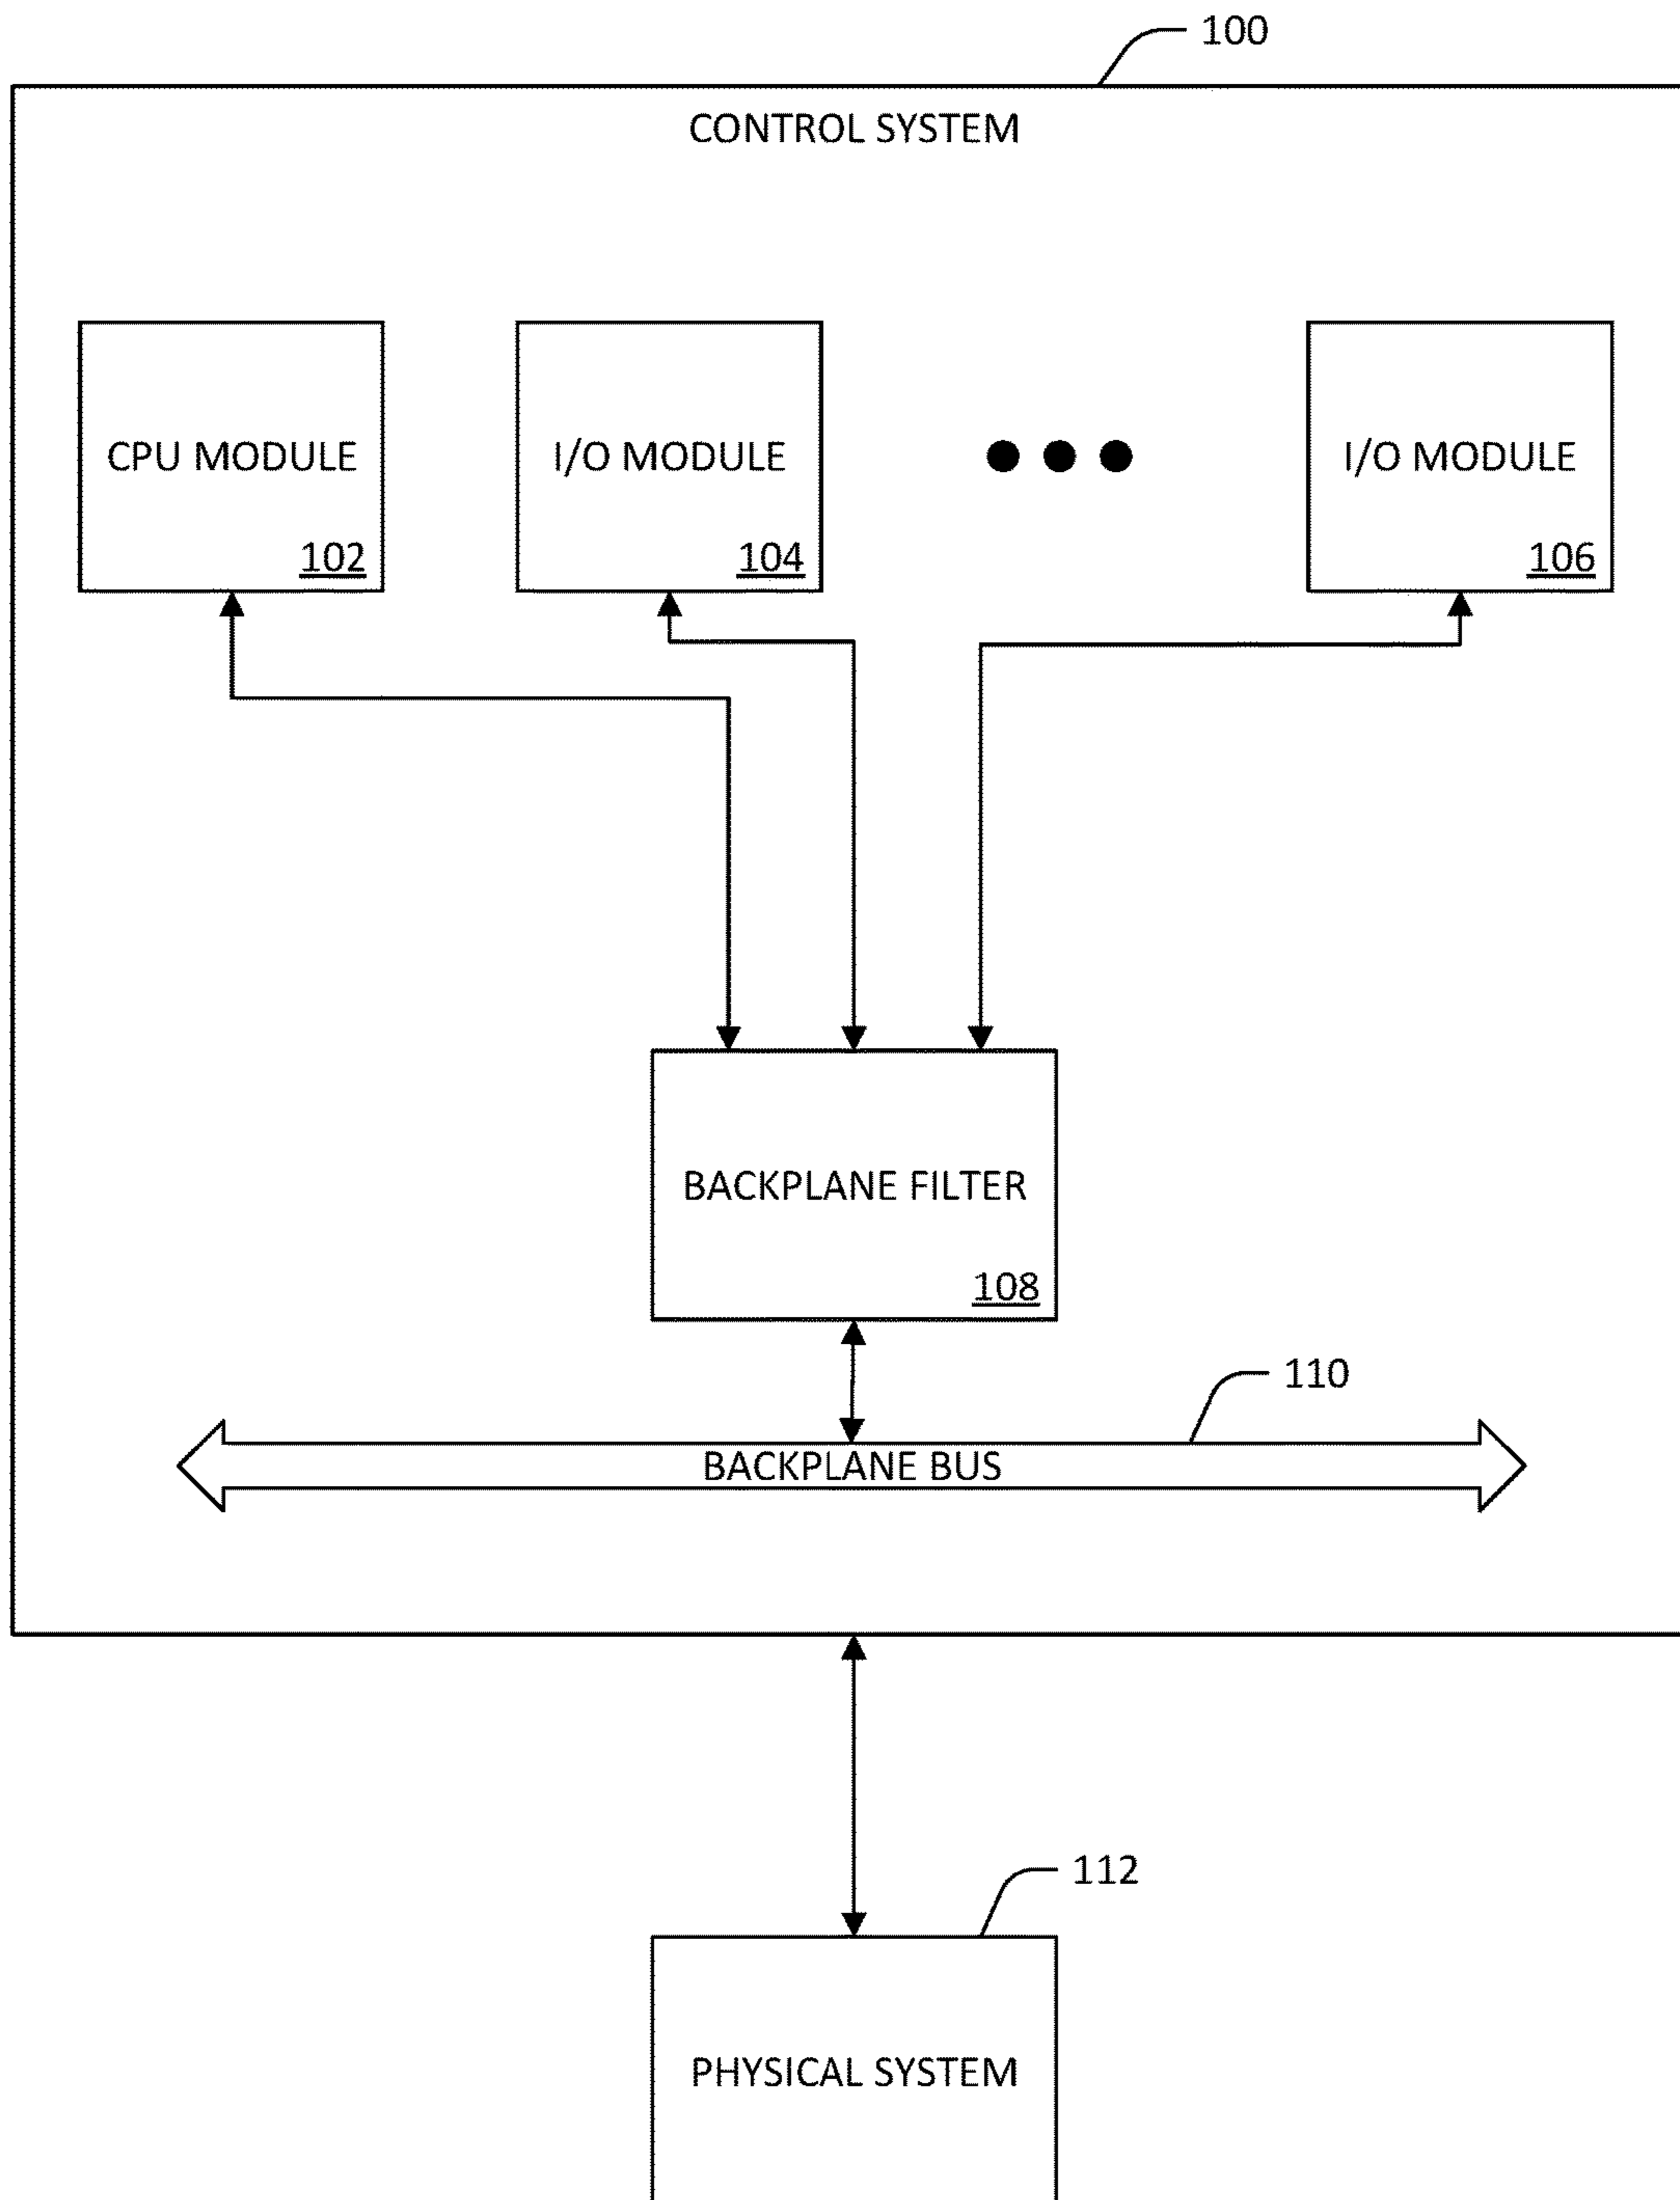 100
CONTROL SYSTEM
CPU MODULE
102
I/O MODULE
104
I/O MODULE
106
BACKPLANE FILTER
108
110
BACKPLANE BUS
112
PHYSICAL SYSTEM